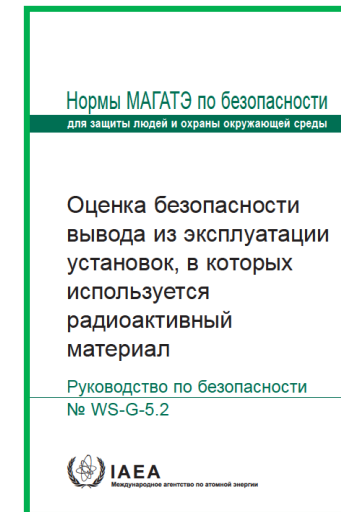 Нормы МАГАТЭ по безопасности
для защиты людей и охраны окружающей среды
Оценка безопасности
вывода из эксплуатации
установок, в которых
используется
радиоактивный
материал
Руководство по безопасности
№ WS-G-5.2
IAEA
Международное агентство по атомной энергии